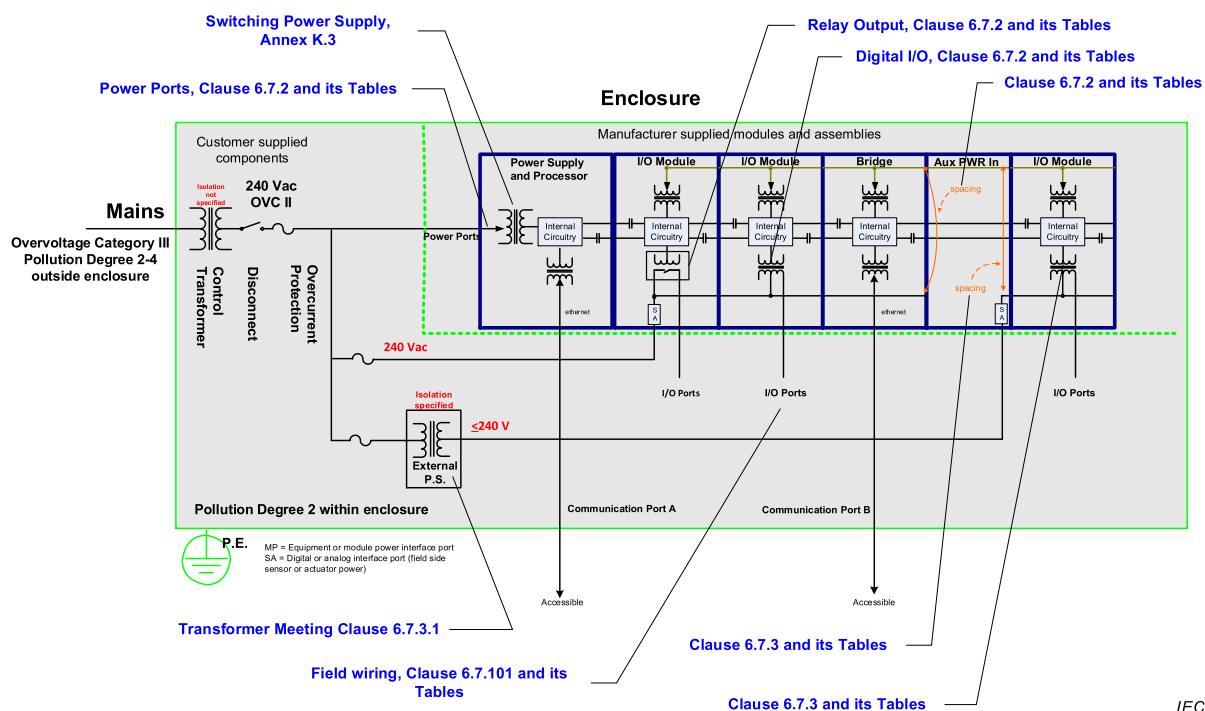 Switching Power Supply,
Annex K.3
Relay Output, Clause 6.7.2 and its Tables
Digital I/O, Clause 6.7.2 and its Tables
Power Ports, Clause 6.7.2 and its Tables
Clause 6.7.2 and its Tables
Enclosure
Customer supplied
components
Manufacturer supplied modules and assemblies
Power Supply
and Processor
I/O Module
I/O Module
Bridge
Aux PWR In
I/O Module
Isolation
not
specified
240 Vac
OVC II
spacing
Mains
Power Ports
Internal
Circuitry
Internal
Circuitry
Internal
Circuitry
Internal
Circuitry
Internal
Circuitry
Overvoltage Category III
Pollution Degree 2-4
outside enclosure
Control
Transformer
Disconnect
Overcurrent
Protection
spacing
ethernet
S
A
ethernet
S
A
240 Vac
Isolation
specified
I/O Ports
I/O Ports
I/O Ports
<240 V
External
P.S.
Pollution Degree 2 within enclosure
Communication Port A
Communication Port B
P.E.
MP = Equipment or module power interface port
SA = Digital or analog interface port (field side
sensor or actuator power)
Accessible
Accessible
Transformer Meeting Clause 6.7.3.1
Clause 6.7.3 and its Tables
Field wiring, Clause 6.7.101 and its
Tables
Clause 6.7.3 and its Tables
IEC